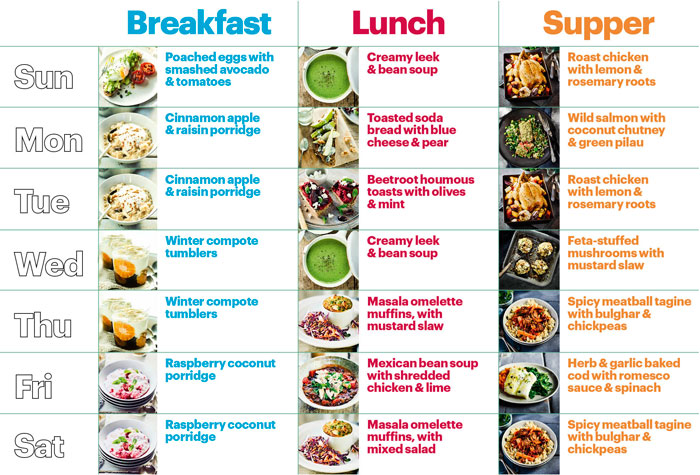 Breakfast Lunch Supper
Sun
Poached eggs with
smashed avocado
& tomatoes
Creamy leek
& bean soup
Roast chicken
with lemon &
rosemary roots
Mon
Cinnamon apple
& raisin porridge
Toasted soda
bread with blue
cheese & pear
Wild salmon with
coconut chutney
& green pilau
Tue
Cinnamon apple
& raisin porridge
Beetroot houmous
toasts with olives
& mint
Roast chicken
with lemon &
rosemary roots
Wed
Winter compote
tumblers
Creamy leek
& bean soup
Feta-stuffed
mushrooms with
mustard slaw
Thu
Winter compote
tumblers
Masala omelette
muffins, with
mustard slaw
Spicy meatball tagine
with bulghar &
chickpeas
Fri
Raspberry coconut
porridge
Mexican bean soup
with shredded
chicken & lime
Herb & garlic baked
cod with romesco
sauce & spinach
Sat
Raspberry coconut
porridge
Masala omelette
muffins, with
mixed salad
Spicy meatball tagine
with bulghar &
chickpeas